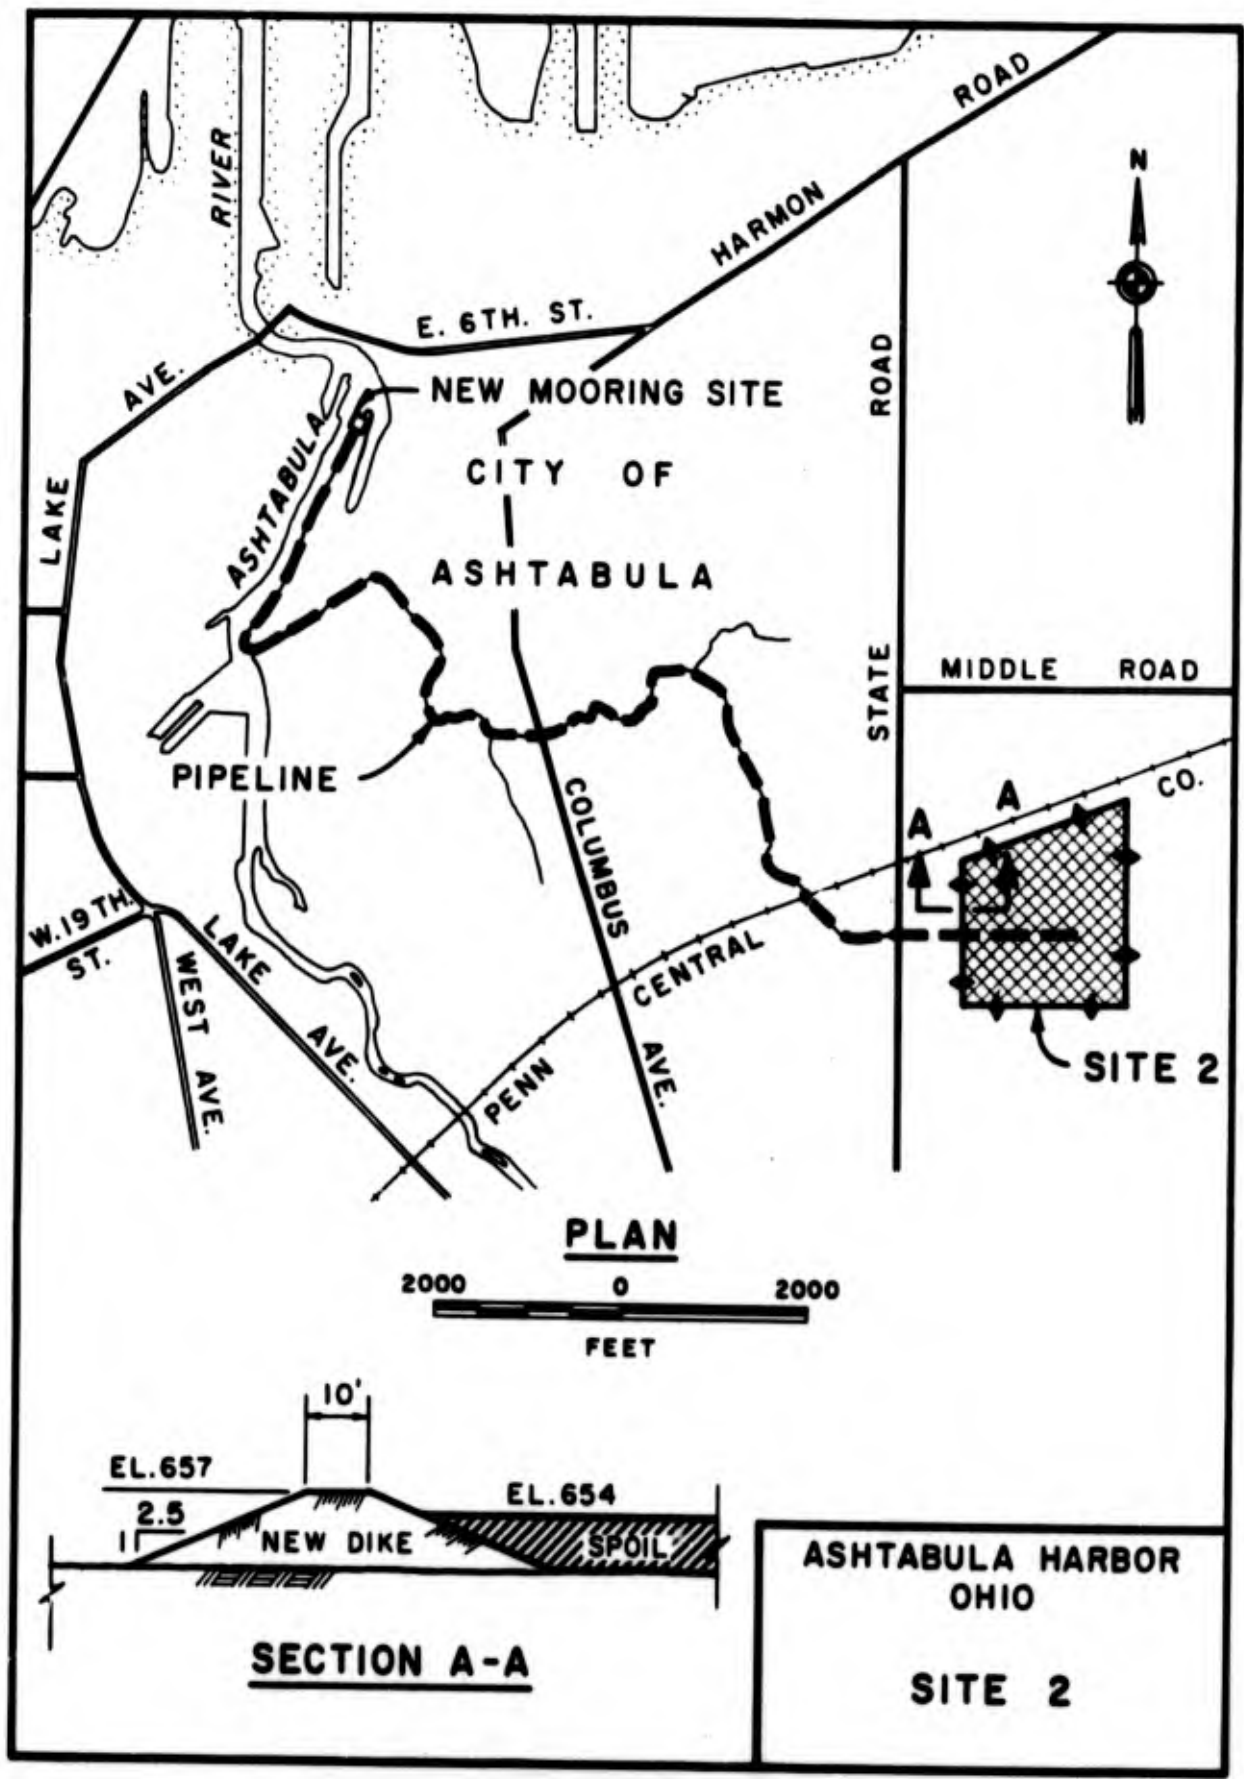 RIVER
ROAD
HARMON
N
E. 6TH. ST.
AVE.
NEW MOORING SITE
ROAD
LAKE
ASHTABULA
CITY OF
ASHTABULA
STATE
MIDDLE ROAD
PIPELINE
COLUMBUS
A
A
CO.
W. 19TH.
ST.
WEST AVE.
LAKE
AVE.
CENTRAL
PENN
AVE.
SITE 2
PLAN
2000 0 2000
FEET
10'
EL.657
EL.654
2.5
1
NEW DIKE
SPOIL
SECTION A-A
ASHTABULA HARBOR
OHIO
SITE 2